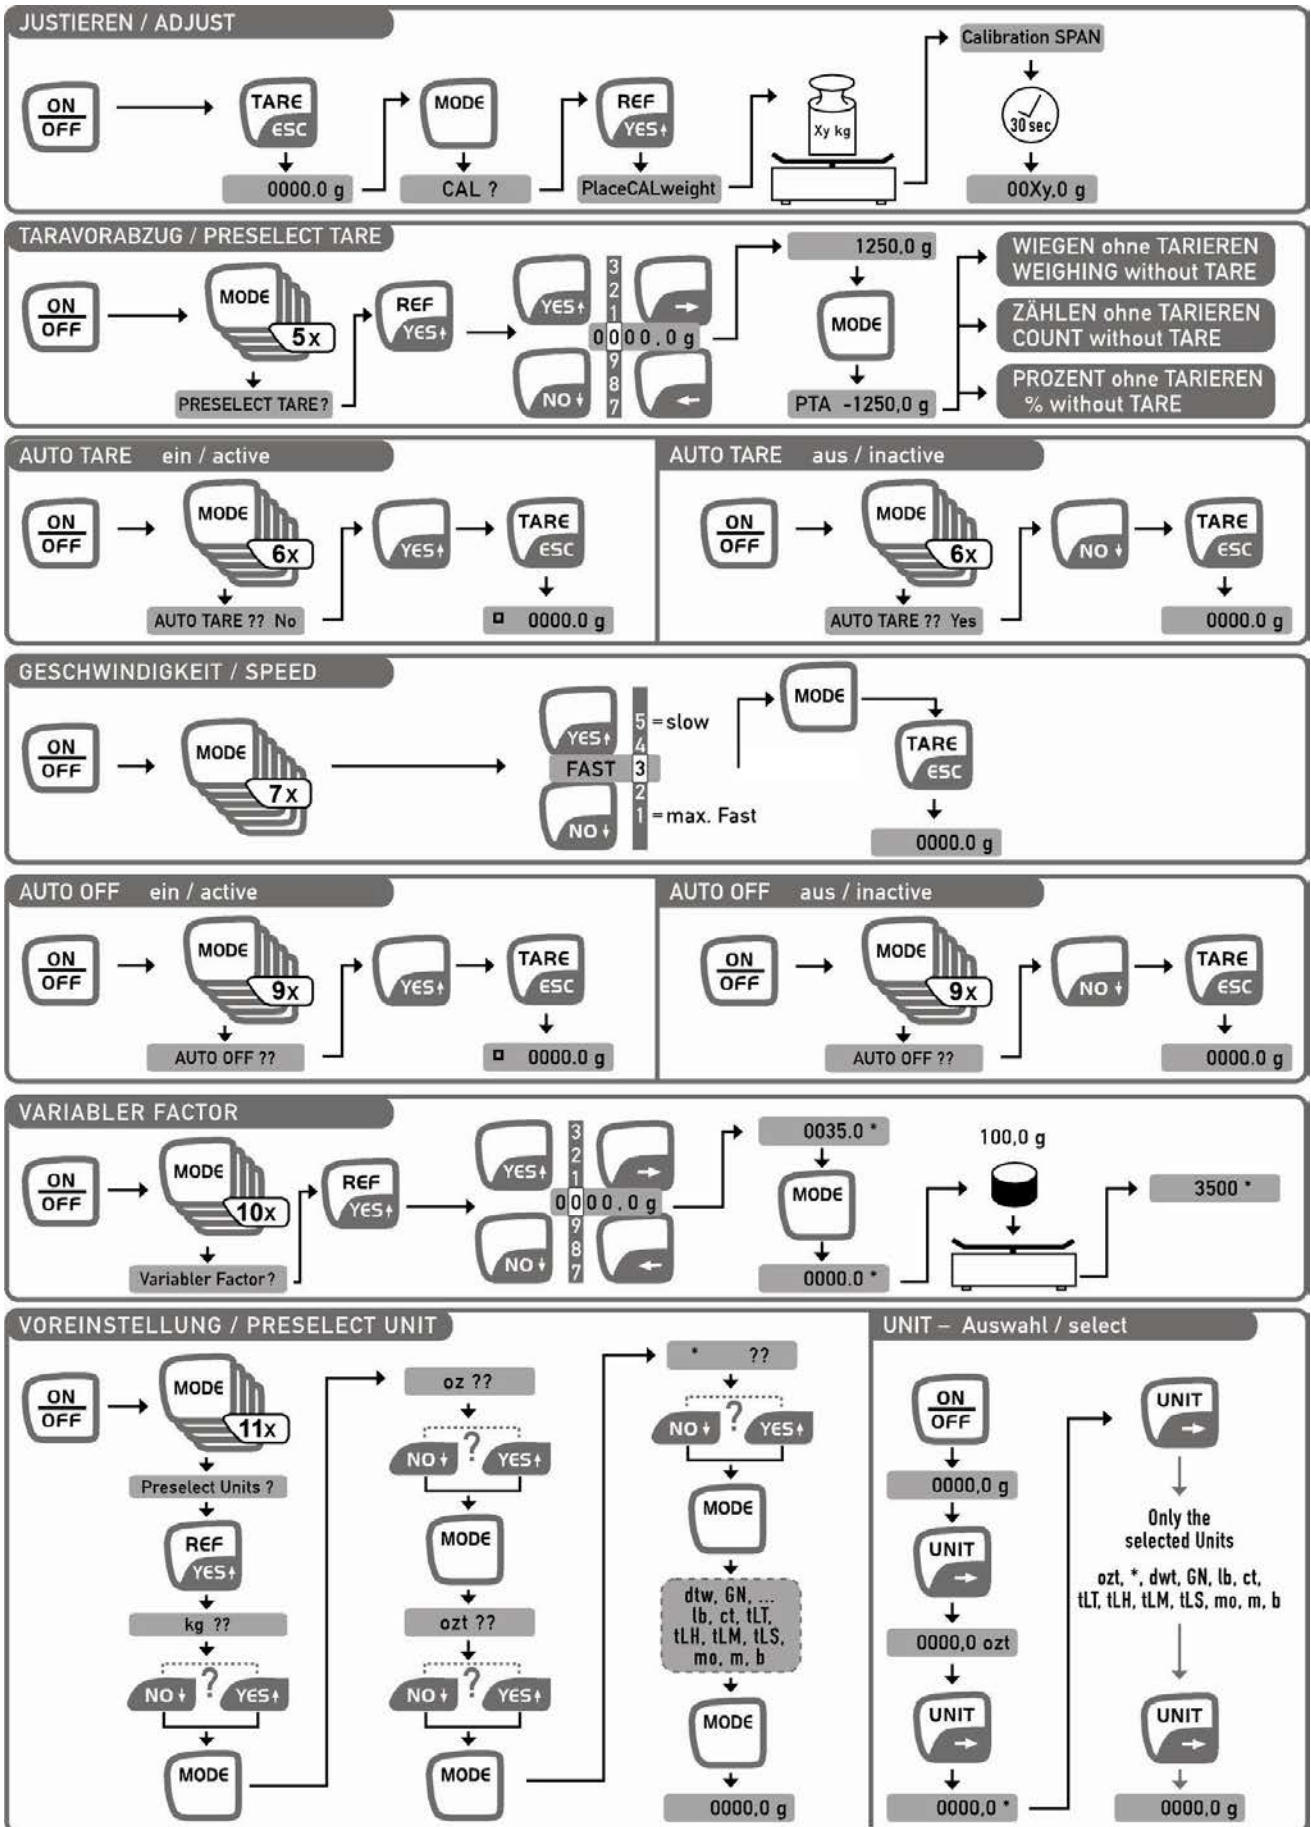 JUSTIEREN / ADJUST
ON
OFF
TARE
ESC
0000.0 g
MODE
CAL ?
REF
YES↑
PlaceCALweight
Xy kg
Calibration SPAN
30 sec
00Xy,0 g
TARAVORABZUG / PRESELECT TARE
ON
OFF
MODE
5x
PRESELECT TARE?
REF
YES↑
YES↑
NO↓
3
2
1
0000,0 g
9
8
7
→
←
1250,0 g
MODE
PTA -1250,0 g
WIEGEN ohne TARIEREN
WEIGHING without TARE
ZÄHLEN ohne TARIEREN
COUNT without TARE
PROZENT ohne TARIEREN
% without TARE
AUTO TARE ein / active
ON
OFF
MODE
6x
AUTO TARE ?? No
YES↑
TARE
ESC
0000.0 g
AUTO TARE aus / inactive
ON
OFF
MODE
6x
AUTO TARE ?? Yes
NO↓
TARE
ESC
0000.0 g
GESCHWINDIGKEIT / SPEED
ON
OFF
MODE
7x
YES↑
5 = slow
4
FAST 3
2
1 = max. Fast
NO↓
MODE
TARE
ESC
0000.0 g
AUTO OFF ein / active
ON
OFF
MODE
9x
AUTO OFF ??
YES↑
TARE
ESC
0000.0 g
AUTO OFF aus / inactive
ON
OFF
MODE
9x
AUTO OFF ??
NO↓
TARE
ESC
0000.0 g
VARIABLER FACTOR
ON
OFF
MODE
10x
Variabler Factor?
REF
YES↑
YES↑
NO↓
3
2
1
0000,0 g
9
8
7
→
←
0035.0 *
MODE
0000.0 *
100,0 g
3500 *
VOREINSTELLUNG / PRESELECT UNIT
ON
OFF
MODE
11x
Preselect Units ?
REF
YES↑
kg ??
NO↓ ? YES↑
MODE
oz ??
NO↓ ? YES↑
MODE
ozt ??
NO↓ ? YES↑
MODE
* ??
NO↓ ? YES↑
MODE
dtw, GN, ...
lb, ct, tLT,
tLH, tLM, tLS,
mo, m, b
MODE
0000,0 g
UNIT – Auswahl / select
ON
OFF
0000,0 g
UNIT
→
0000,0 ozt
UNIT
→
0000,0 *
UNIT
→
Only the
selected Units
ozt, *, dwt, GN, lb, ct,
tLT, tLH, tLM, tLS, mo, m, b
UNIT
→
0000,0 g